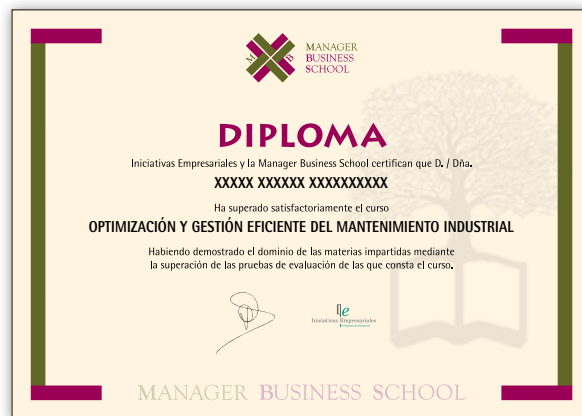 M B
MANAGER
BUSINESS
SCHOOL
DIPLOMA
Iniciativas Empresariales y la Manager Business School certifican que D. / Dña.
XXXXX XXXXXX XXXXXXXXXX
Ha superado satisfactoriamente el curso
OPTIMIZACIÓN Y GESTIÓN EFICIENTE DEL MANTENIMIENTO INDUSTRIAL
Habiendo demostrado el dominio de las materias impartidas mediante
la superación de las pruebas de evaluación de las que consta el curso.
Iniciativas Empresariales
MANAGER BUSINESS SCHOOL